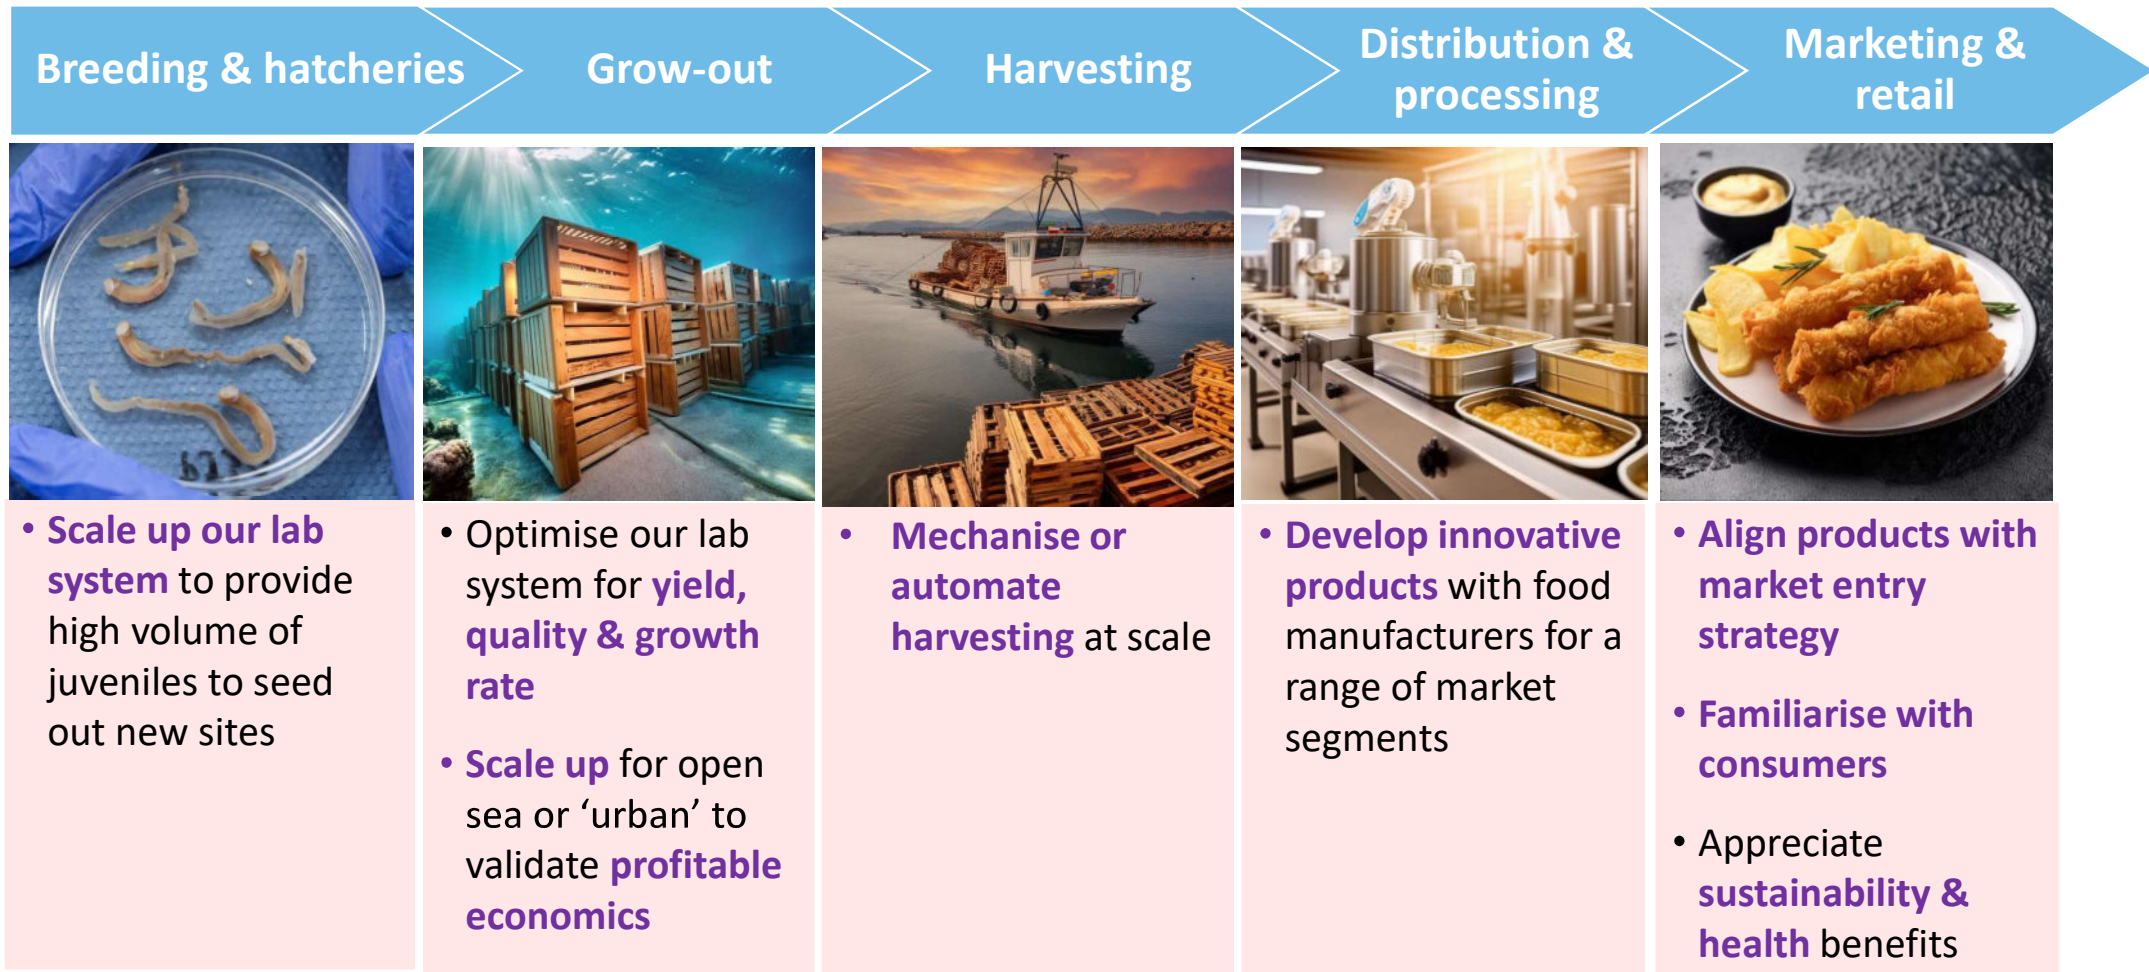 Breeding & hatcheries
Grow-out
Harvesting
Distribution &
processing
Marketing &
retail
• Scale up our lab
system to provide
high volume of
juveniles to seed
out new sites
• Optimise our lab
system for yield,
quality & growth
rate
• Scale up for open
sea or ‘urban’ to
validate profitable
economics
• Mechanise or
automate
harvesting at scale
• Develop innovative
products with food
manufacturers for a
range of market
segments
• Align products with
market entry
strategy
• Familiarise with
consumers
• Appreciate
sustainability &
health benefits